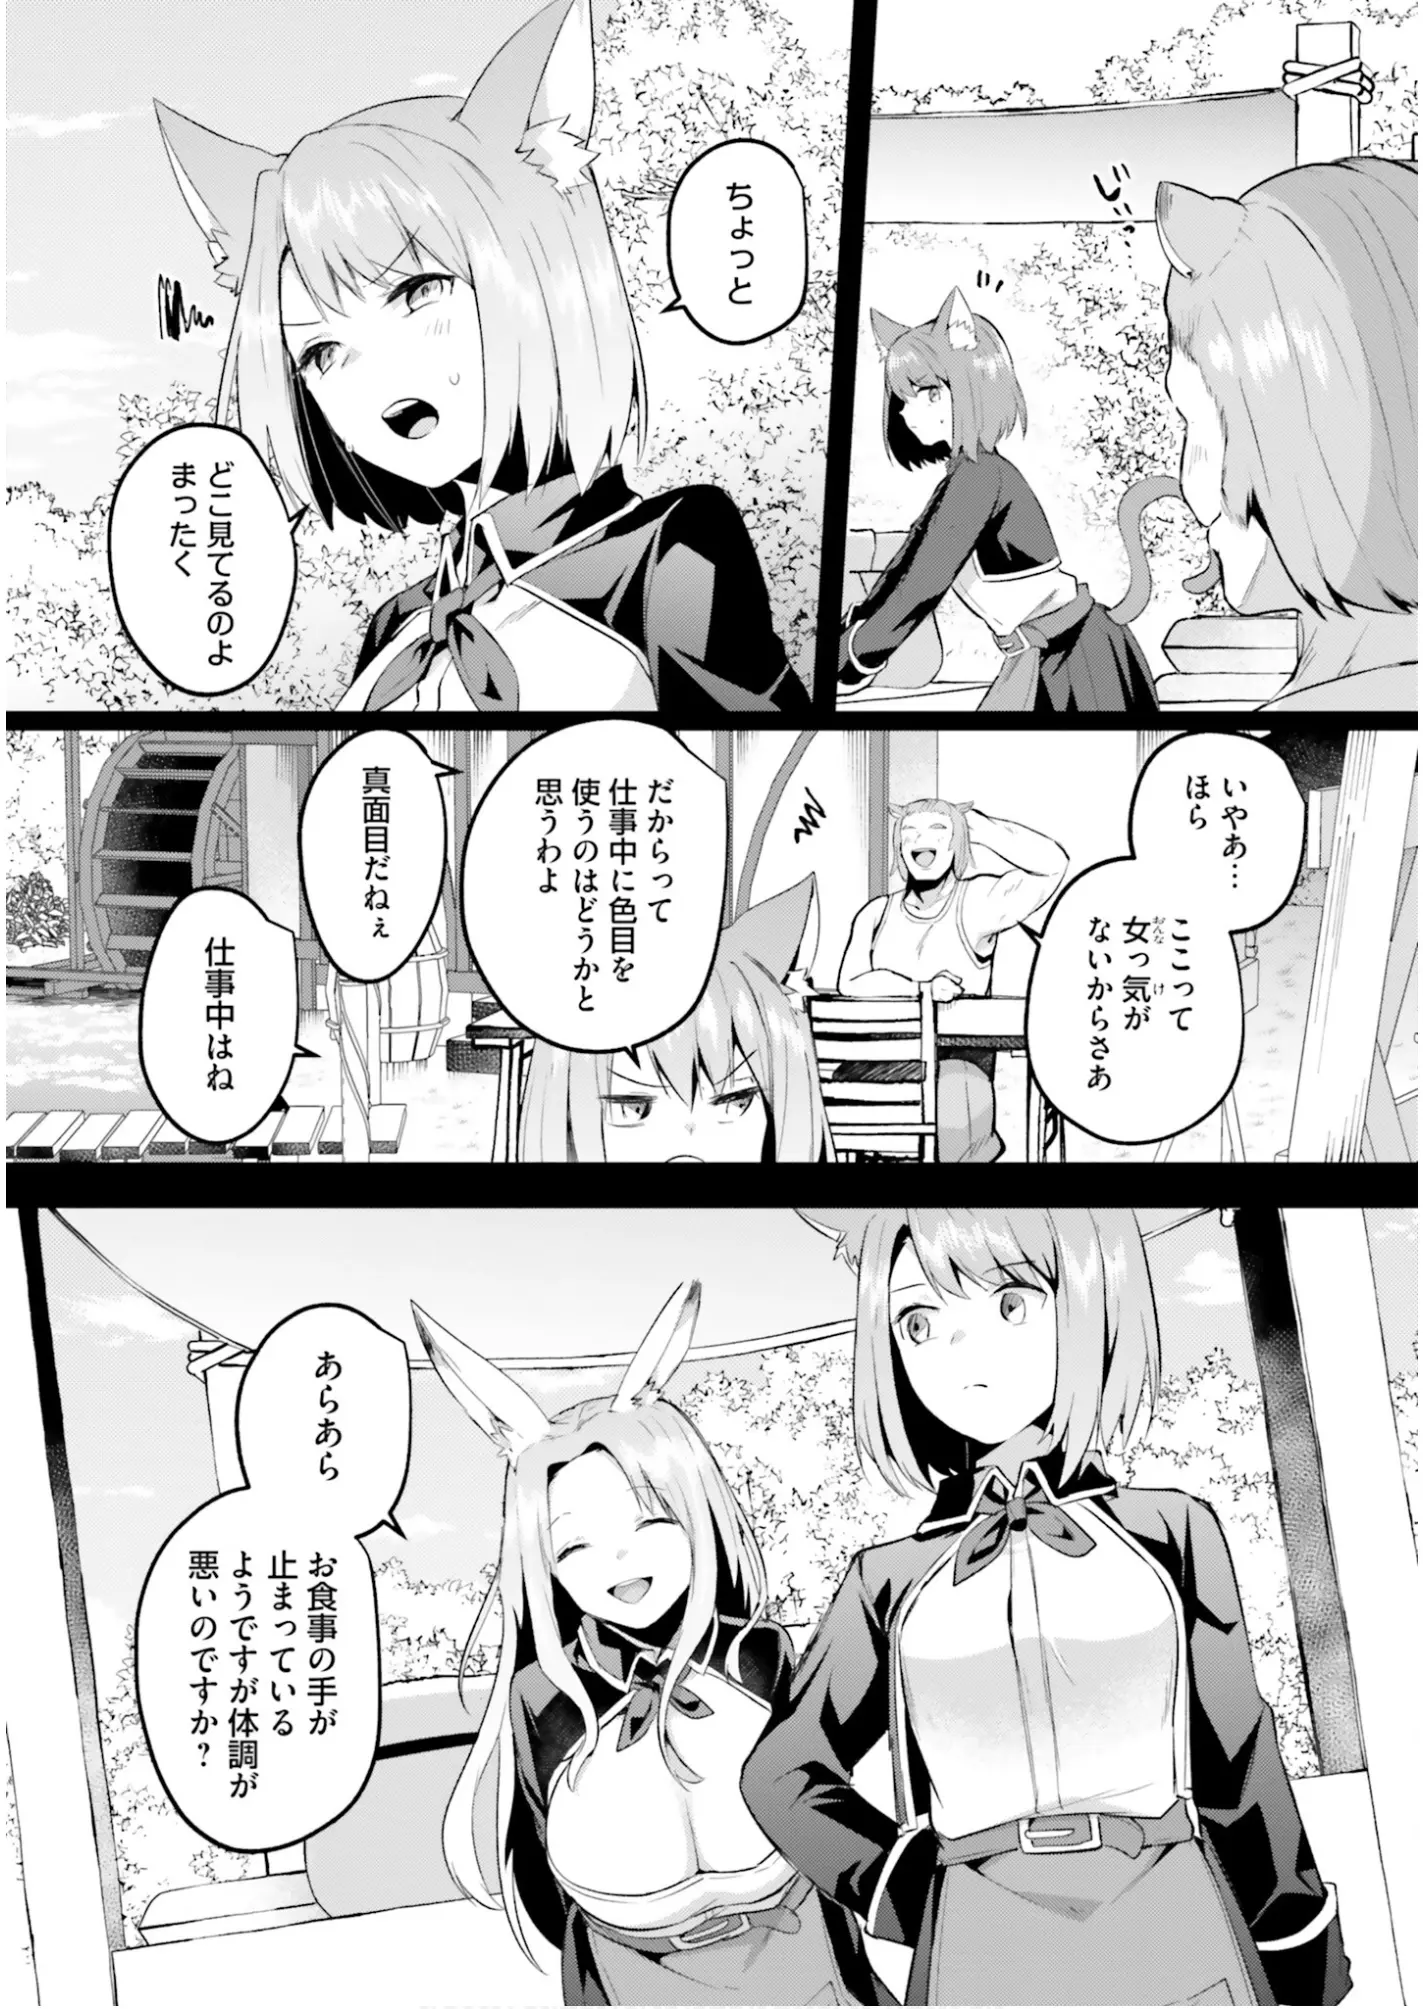 じとっ…
ちょっと
どこ見てるのよ
まったく
いやあ…
ほら
ここって
女っ気が
ないからさあ
だからって
仕事中に色目を
使うのはどうかと
思うわよ
真面目だねぇ
仕事中はね
あらあら
お食事の手が
止まっている
ようですが体調が
悪いのですか？